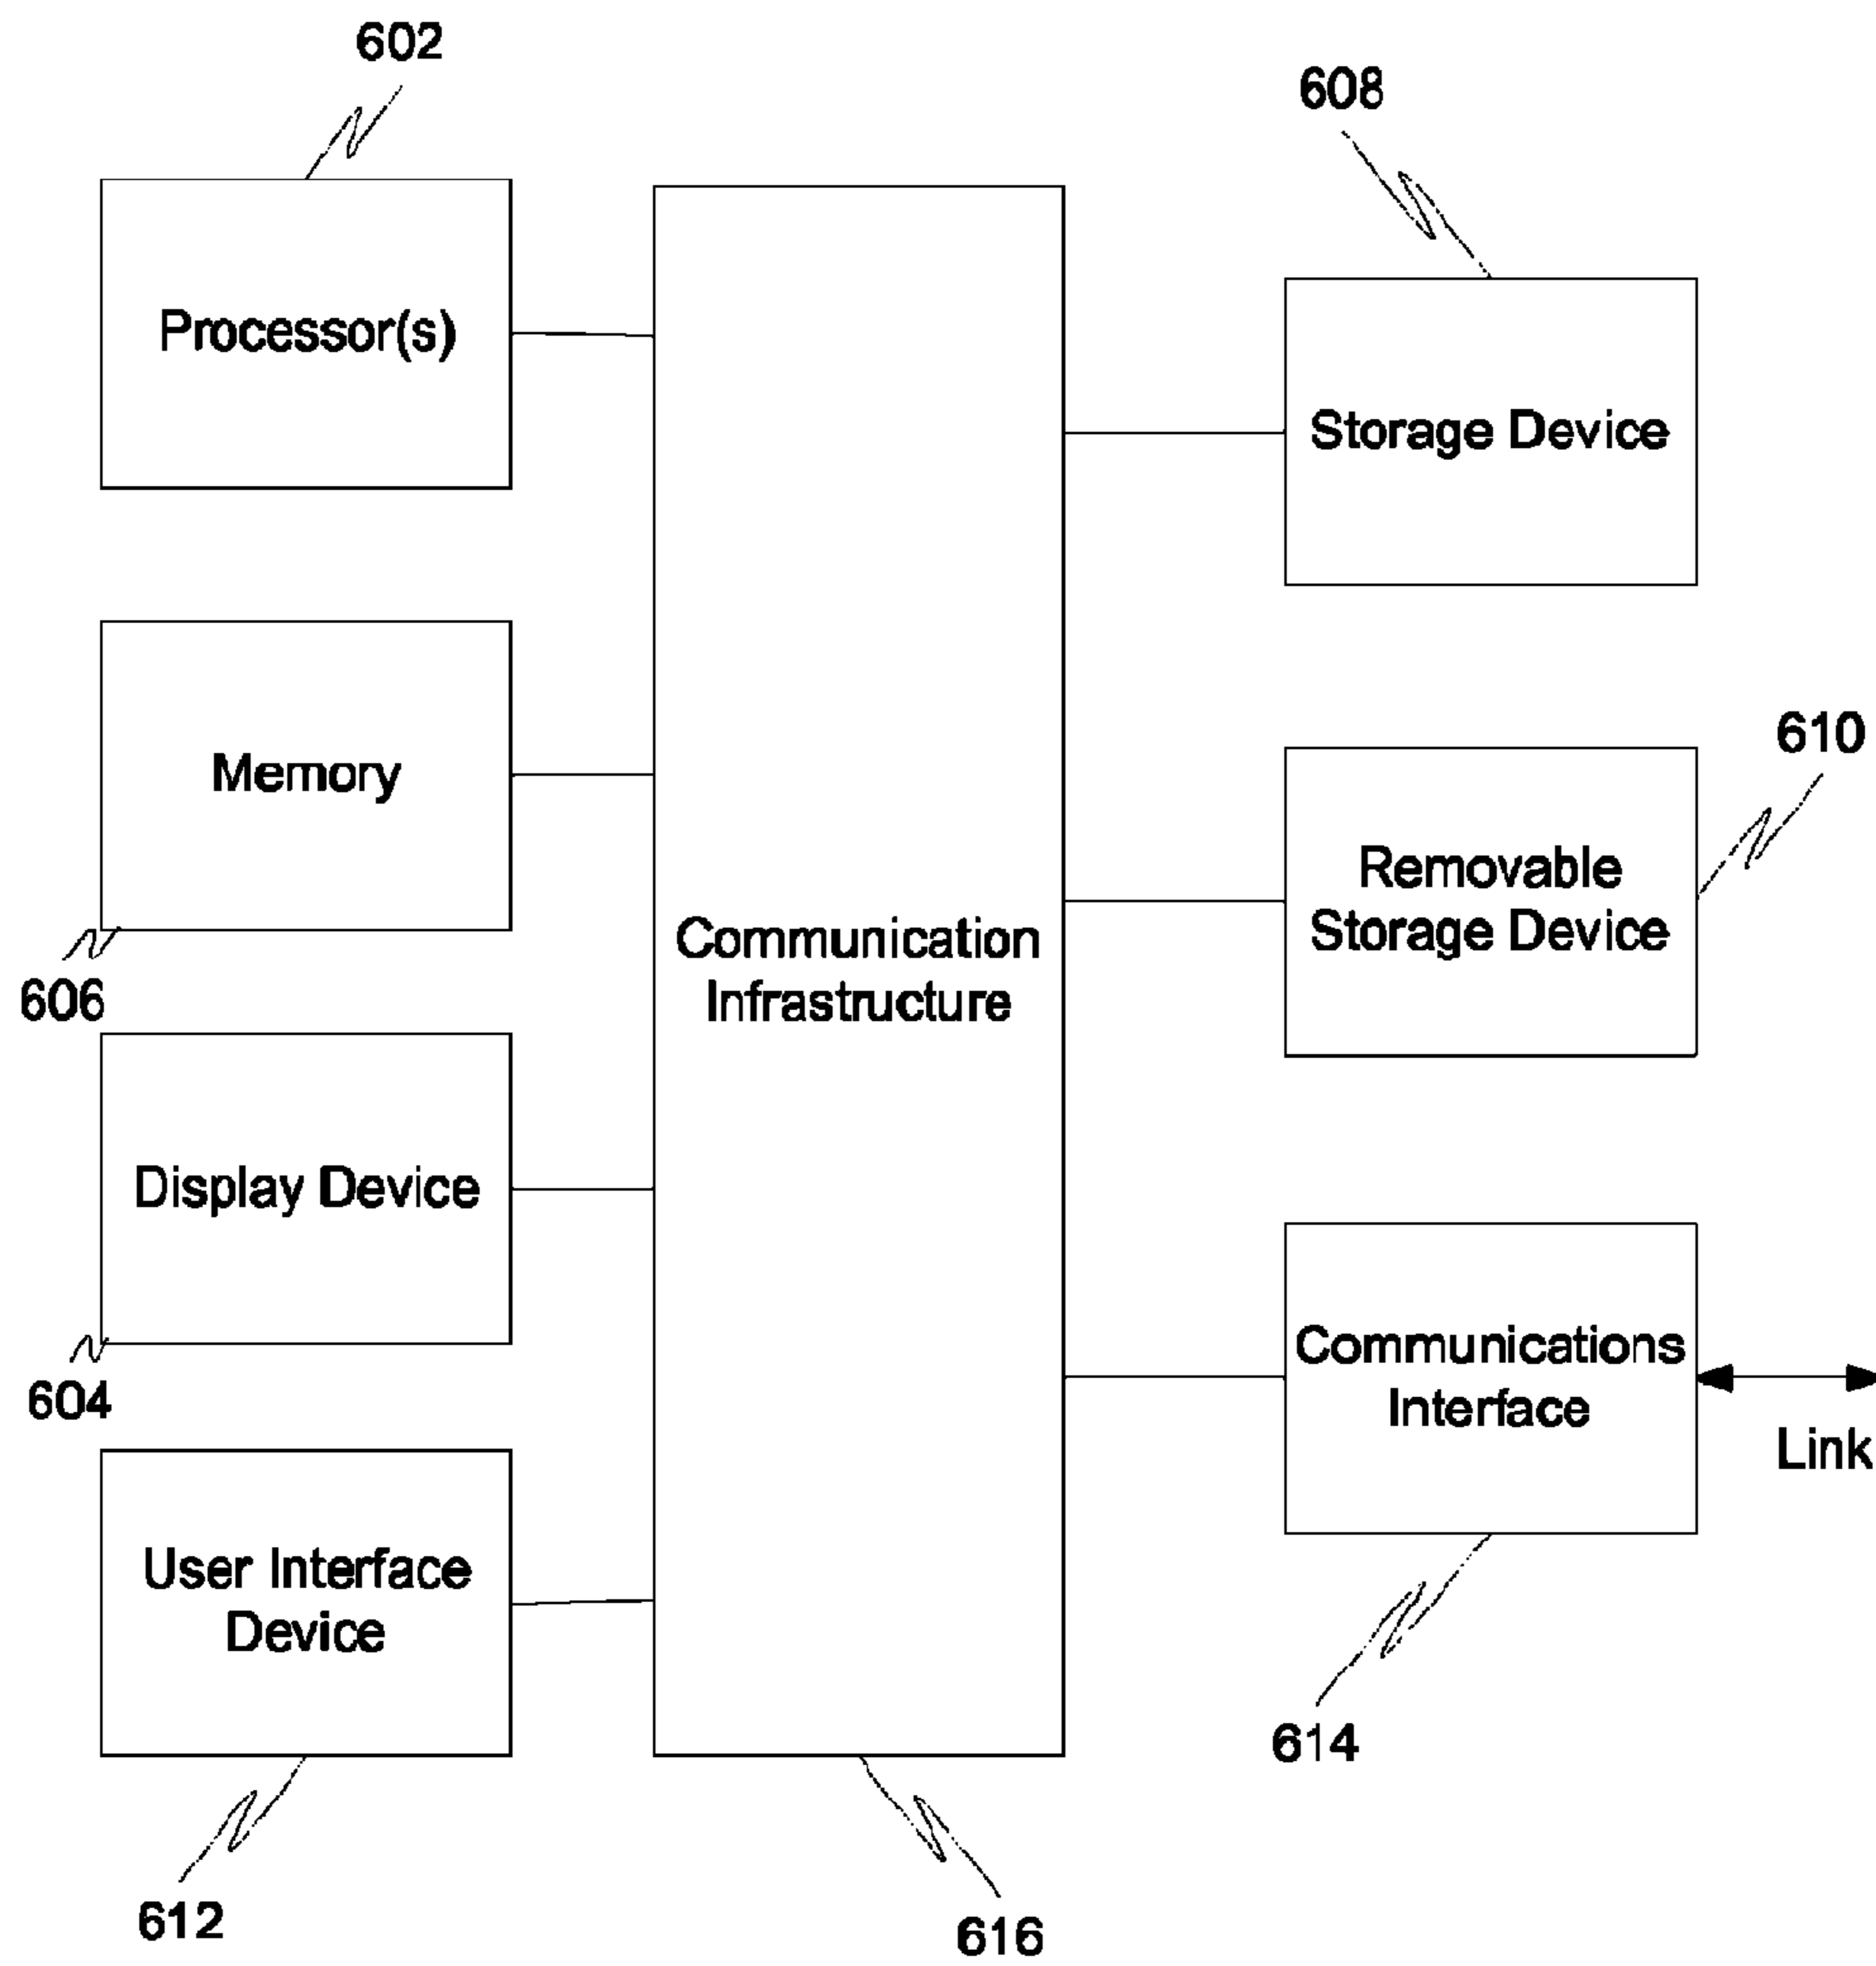 602
608
Processor(s)
Storage Device
Memory
610
Removable
Storage Device
606
Communication
Infrastructure
Display Device
604
Communications
Interface
Link
User Interface
Device
614
612
616